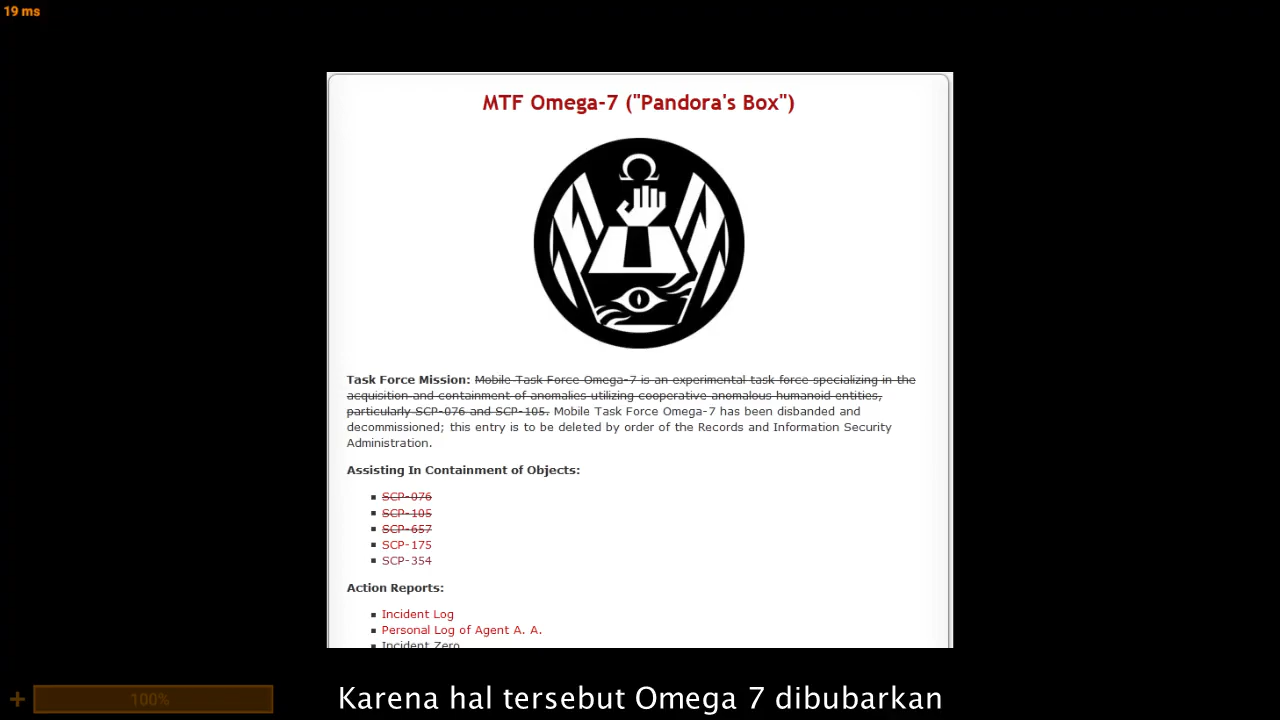 19 ms
MTF Omega-7 ("Pandora's Box")
Ω
Task Force Mission: Mobile Task Force Omega-7 is an experimental task force specializing in the
acquisition and containment of anomalies utilizing cooperative anomalous humanoid entities,
particularly SCP-076 and SCP-105. Mobile Task Force Omega-7 has been disbanded and
decommissioned; this entry is to be deleted by order of the Records and Information Security
Administration.
Assisting In Containment of Objects:
SCP-076
SCP-105
SCP-657
SCP-175
SCP-354
Action Reports:
Incident Log
Personal Log of Agent A. A.
Incident Zero
+ 100%
Karena hal tersebut Omega 7 dibubarkan